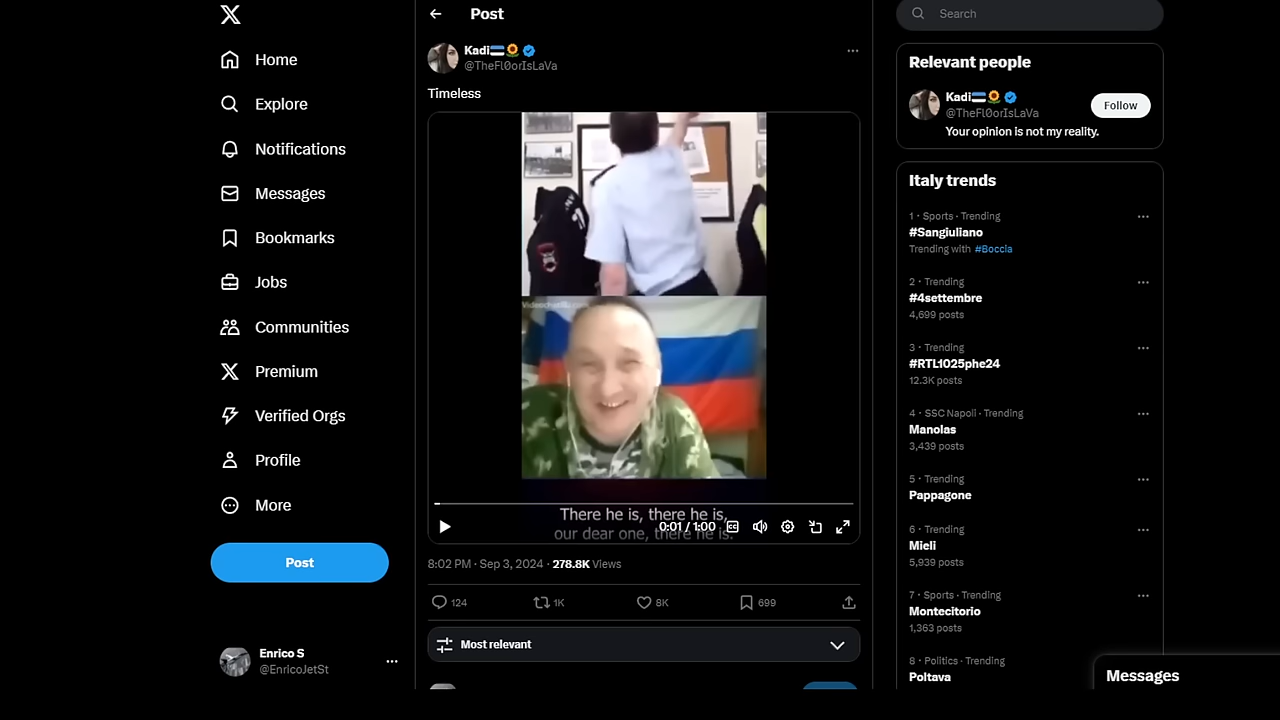 Home
Explore
Notifications
Messages
Bookmarks
Jobs
Communities
Premium
Verified Orgs
Profile
More
Post
Enrico S
@EnricoJetSt
Post
Kadi
@TheFl0orIsLaVa
Timeless
There he is, there he is,
our dear one, there he is.
0:01 / 1:00
8:02 PM · Sep 3, 2024 · 278.8K Views
124
1K
8K
699
Most relevant
Search
Relevant people
Kadi
@TheFl0orIsLaVa
Follow
Your opinion is not my reality.
Italy trends
1 · Sports · Trending
#Sangiuliano
Trending with #Boccia
2 · Trending
#4settembre
4,699 posts
3 · Trending
#RTL1025phe24
12.3K posts
4 · SSC Napoli · Trending
Manolas
3,439 posts
5 · Trending
Pappagone
6 · Trending
Mieli
5,939 posts
7 · Sports · Trending
Montecitorio
1,363 posts
8 · Politics · Trending
Poltava
Messages